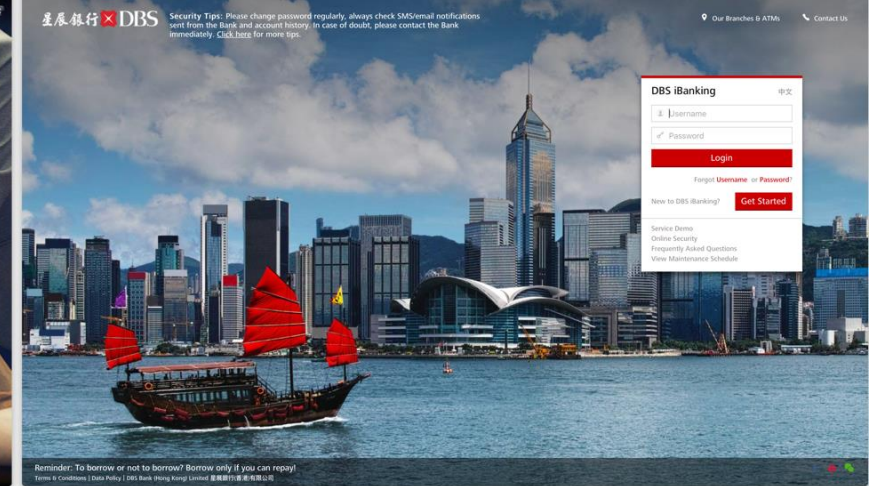 星展銀行 DBS
Security Tips: Please change password regularly, always check SMS/email notifications
sent from the Bank and account history. In case of doubt, please contact the Bank
immediately. Click here for more tips.
Our Branches & ATMs
Contact Us
DBS iBanking
中文
Username
Password
Login
Forgot Username or Password?
New to DBS iBanking?
Get Started
Service Demo
Online Security
Frequently Asked Questions
View Maintenance Schedule
Reminder: To borrow or not to borrow? Borrow only if you can repay!
Terms & Conditions | Data Policy | DBS Bank (Hong Kong) Limited 星展銀行(香港)有限公司